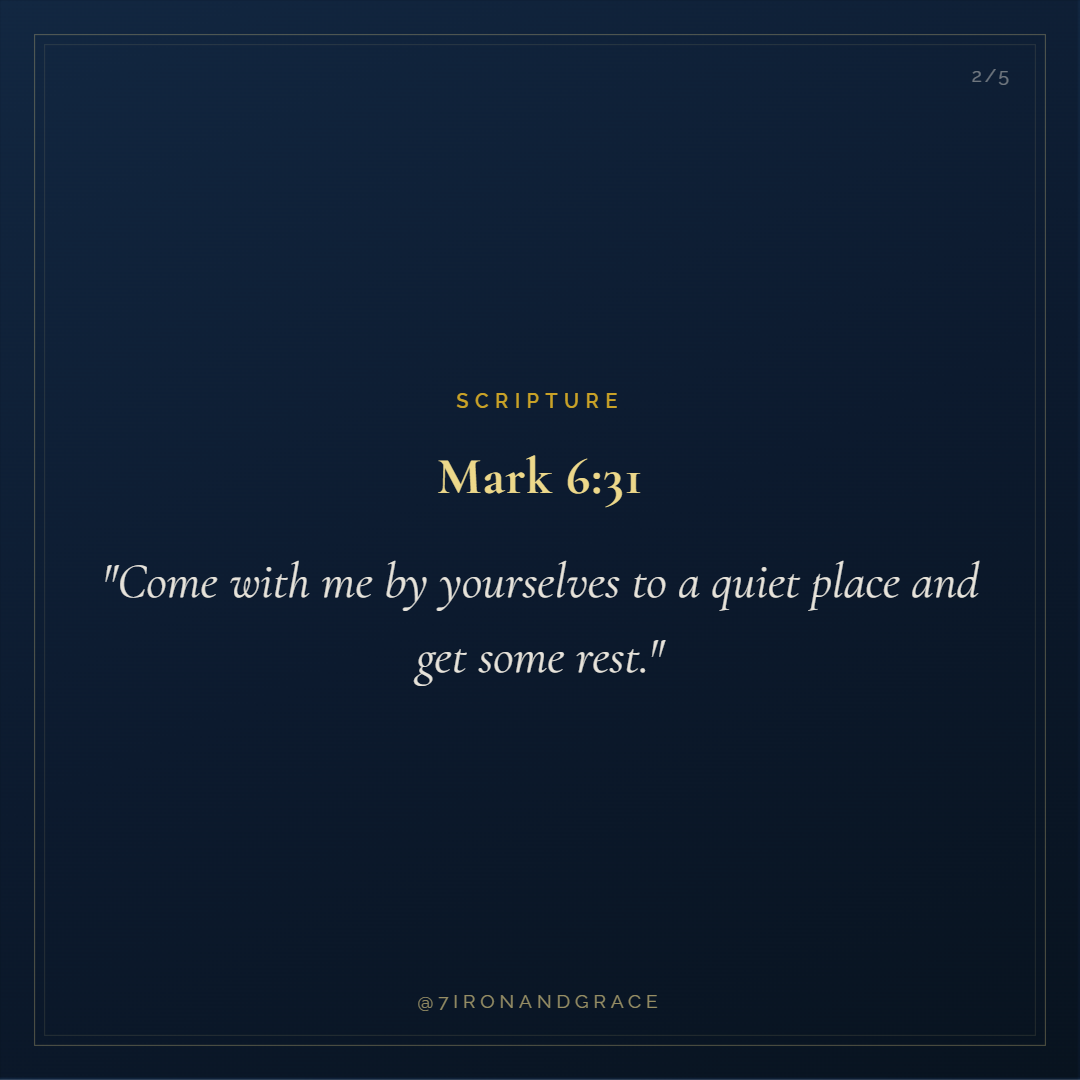 2/5
SCRIPTURE
Mark 6:31
"Come with me by yourselves to a quiet place and
get some rest."
@7IRONANDGRACE